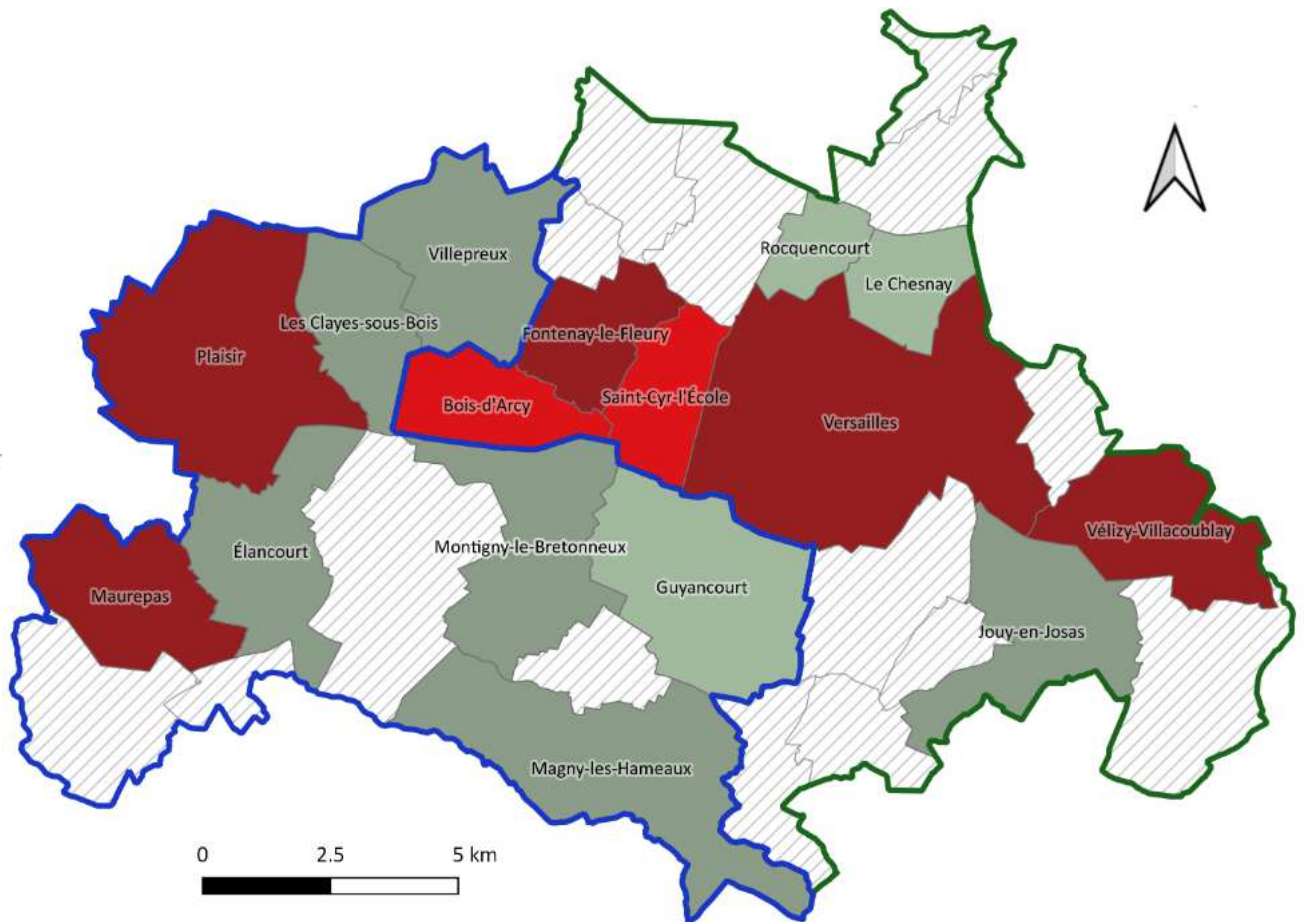 Villepreux
Rocquencourt
Le Chesnay
Les Clayes-sous-Bois
Fontenay-le-Fleury
Plaisir
Saint-Cyr-l'École
Bois-d'Arcy
Versailles
Vélizy-Villacoublay
Élancourt
Montigny-le-Bretonneux
Maurepas
Guyancourt
Jouy-en-Josas
Magny-les-Hameaux
0 2.5 5 km